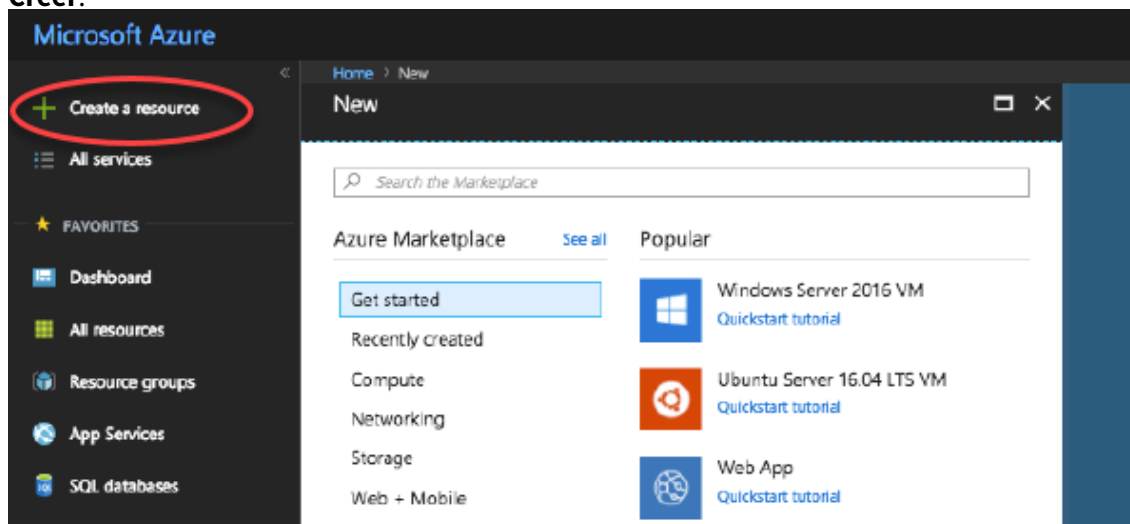 Créer.
Microsoft Azure
Create a resource
All services
FAVORITES
Dashboard
All resources
Resource groups
App Services
SQL databases
Home > New
New
Search the Marketplace
Azure Marketplace See all
Get started
Recently created
Compute
Networking
Storage
Web + Mobile
Popular
Windows Server 2016 VM
Quickstart tutorial
Ubuntu Server 16.04 LTS VM
Quickstart tutorial
Web App
Quickstart tutorial